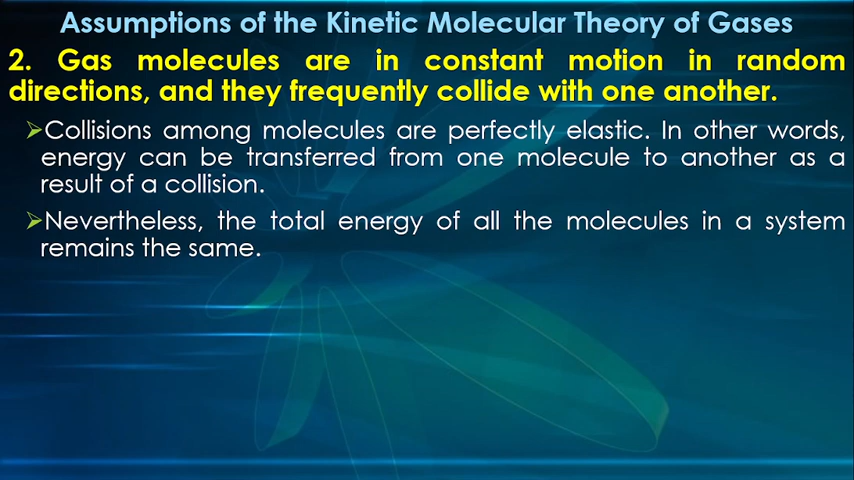 Assumptions of the Kinetic Molecular Theory of Gases
2. Gas molecules are in constant motion in random
directions, and they frequently collide with one another.
➢Collisions among molecules are perfectly elastic. In other words,
energy can be transferred from one molecule to another as a
result of a collision.
➢Nevertheless, the total energy of all the molecules in a system
remains the same.